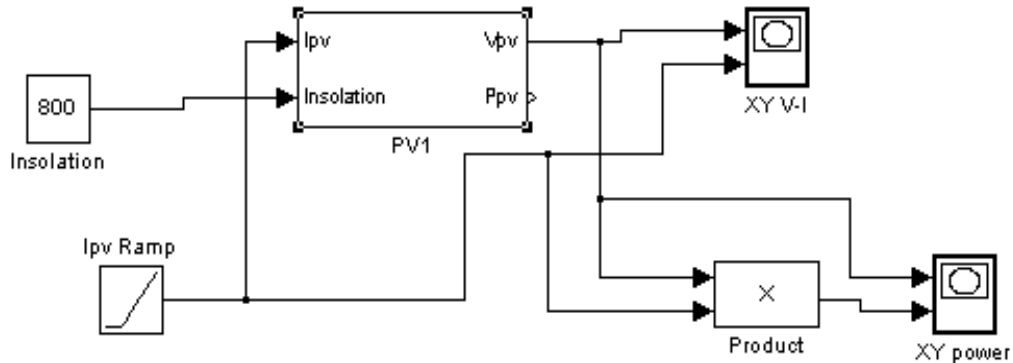 Ipv
Vpv
Insolation
Ppv
PV1
800
Insolation
XY V-I
Ipv Ramp
X
Product
XY power